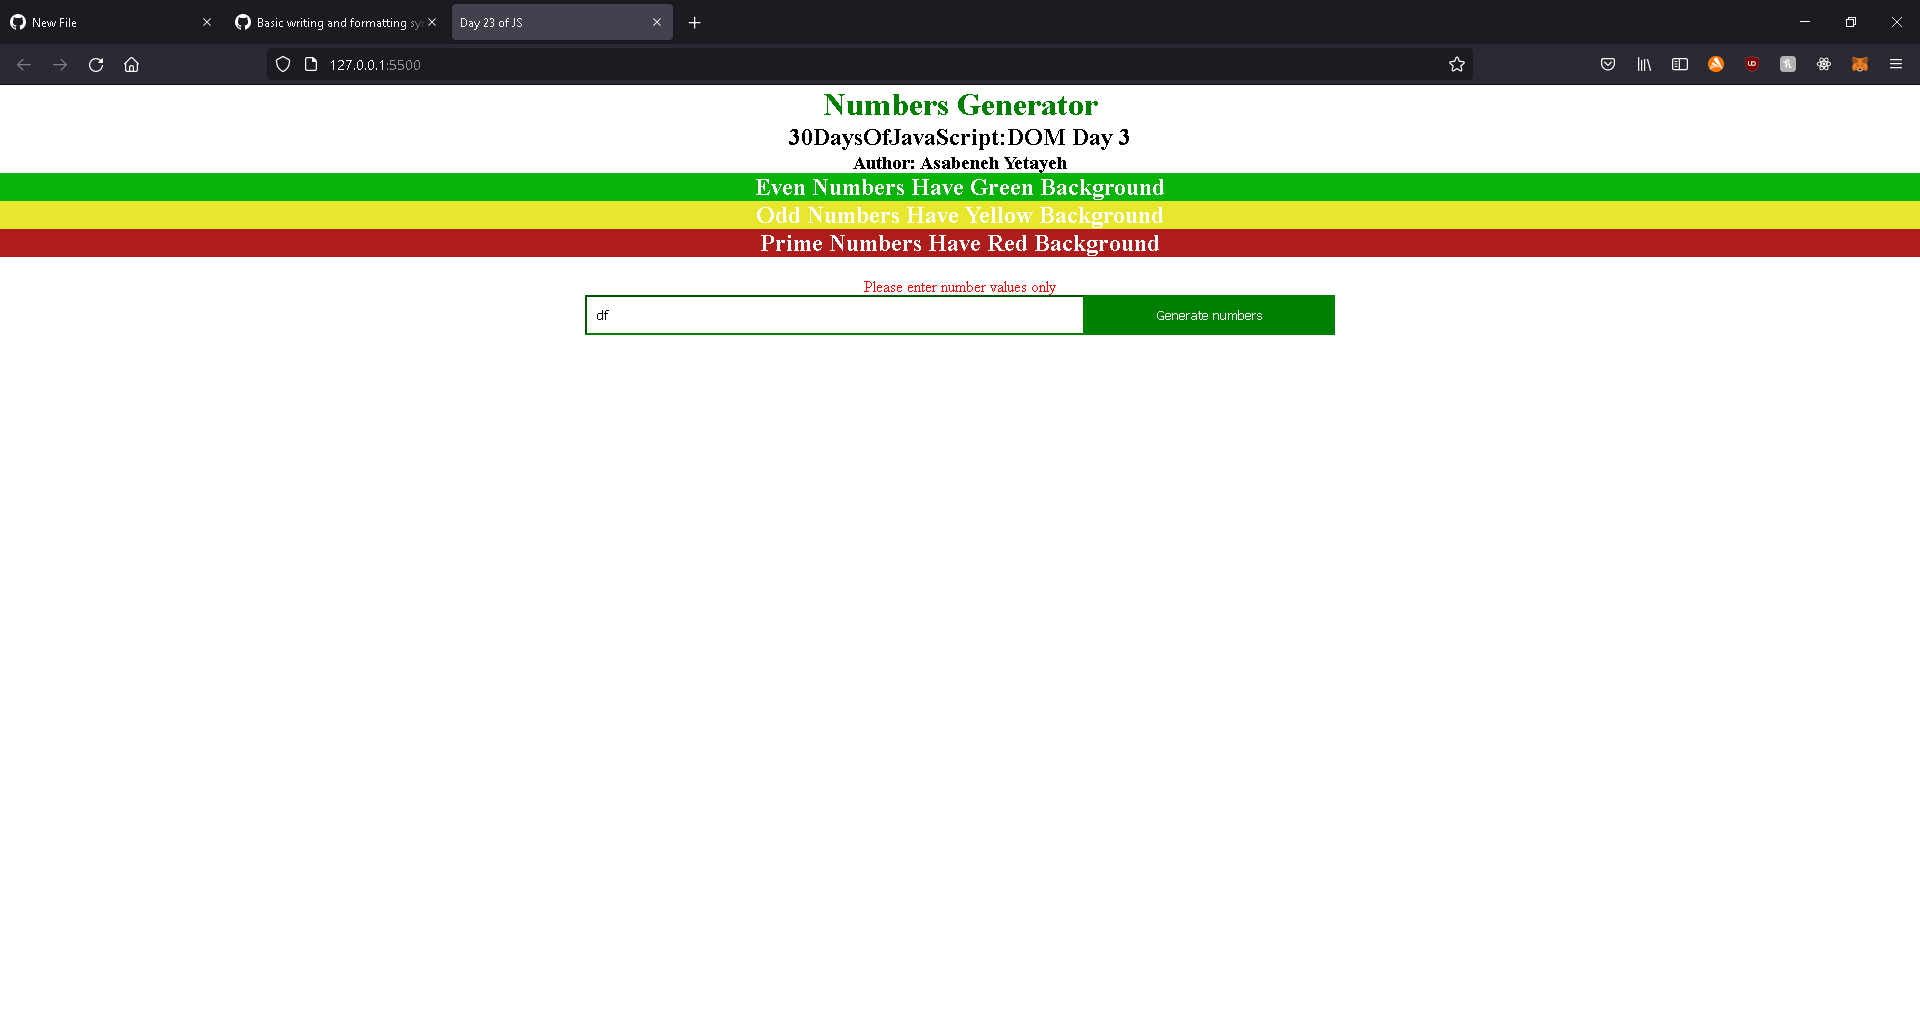 New File
Basic writing and formatting
Day 23 of JS
127.0.0.1:5500
Numbers Generator
30DaysOfJavaScript:DOM Day 3
Author: Asabeneh Yetayeh
Even Numbers Have Green Background
Odd Numbers Have Yellow Background
Prime Numbers Have Red Background
Please enter number values only
df
Generate numbers